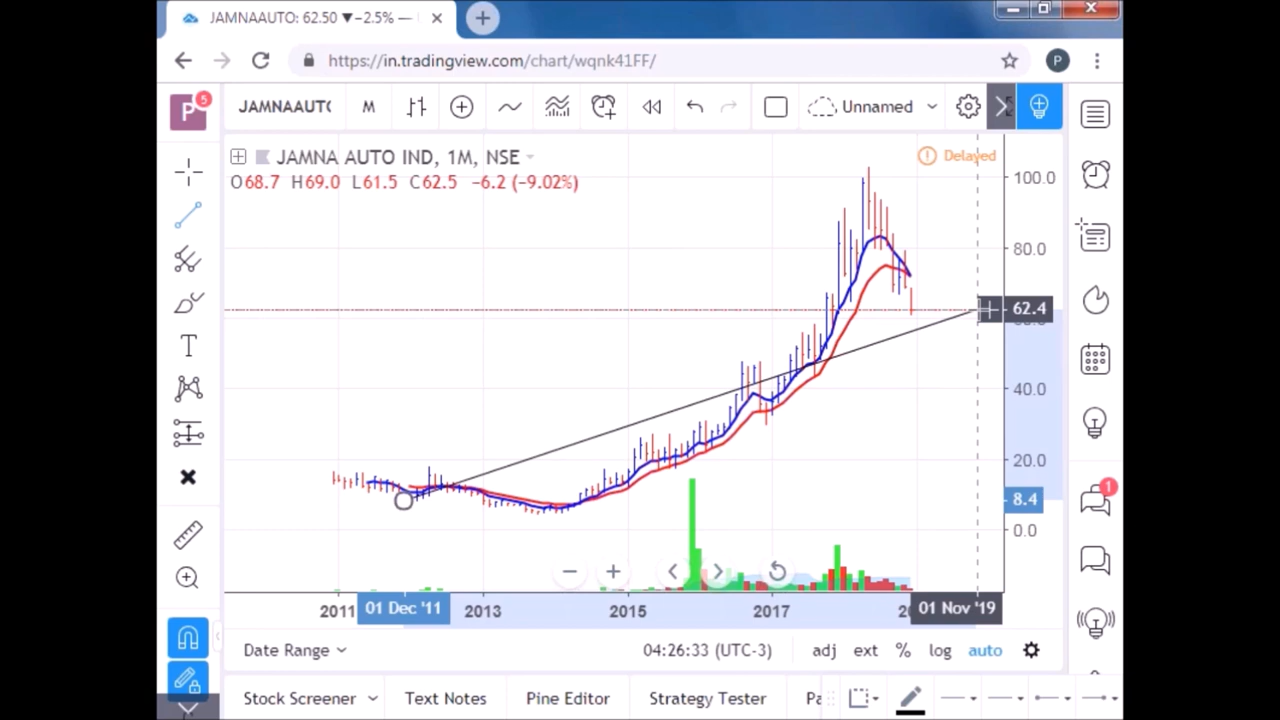 JAMNAAUTO: 62.50 ▼−2.5% —
https://in.tradingview.com/chart/wqnk41FF/
P
P
5
JAMNAAUTO
M
Unnamed
JAMNA AUTO IND, 1M, NSE
Delayed
O68.7 H69.0 L61.5 C62.5 −6.2 (−9.02%)
100.0
80.0
62.4
40.0
20.0
8.4
0.0
T
1
2011
01 Dec '11
2013
2015
2017
01 Nov '19
Date Range
04:26:33 (UTC-3)
adj
ext
%
log
auto
Stock Screener
Text Notes
Pine Editor
Strategy Tester